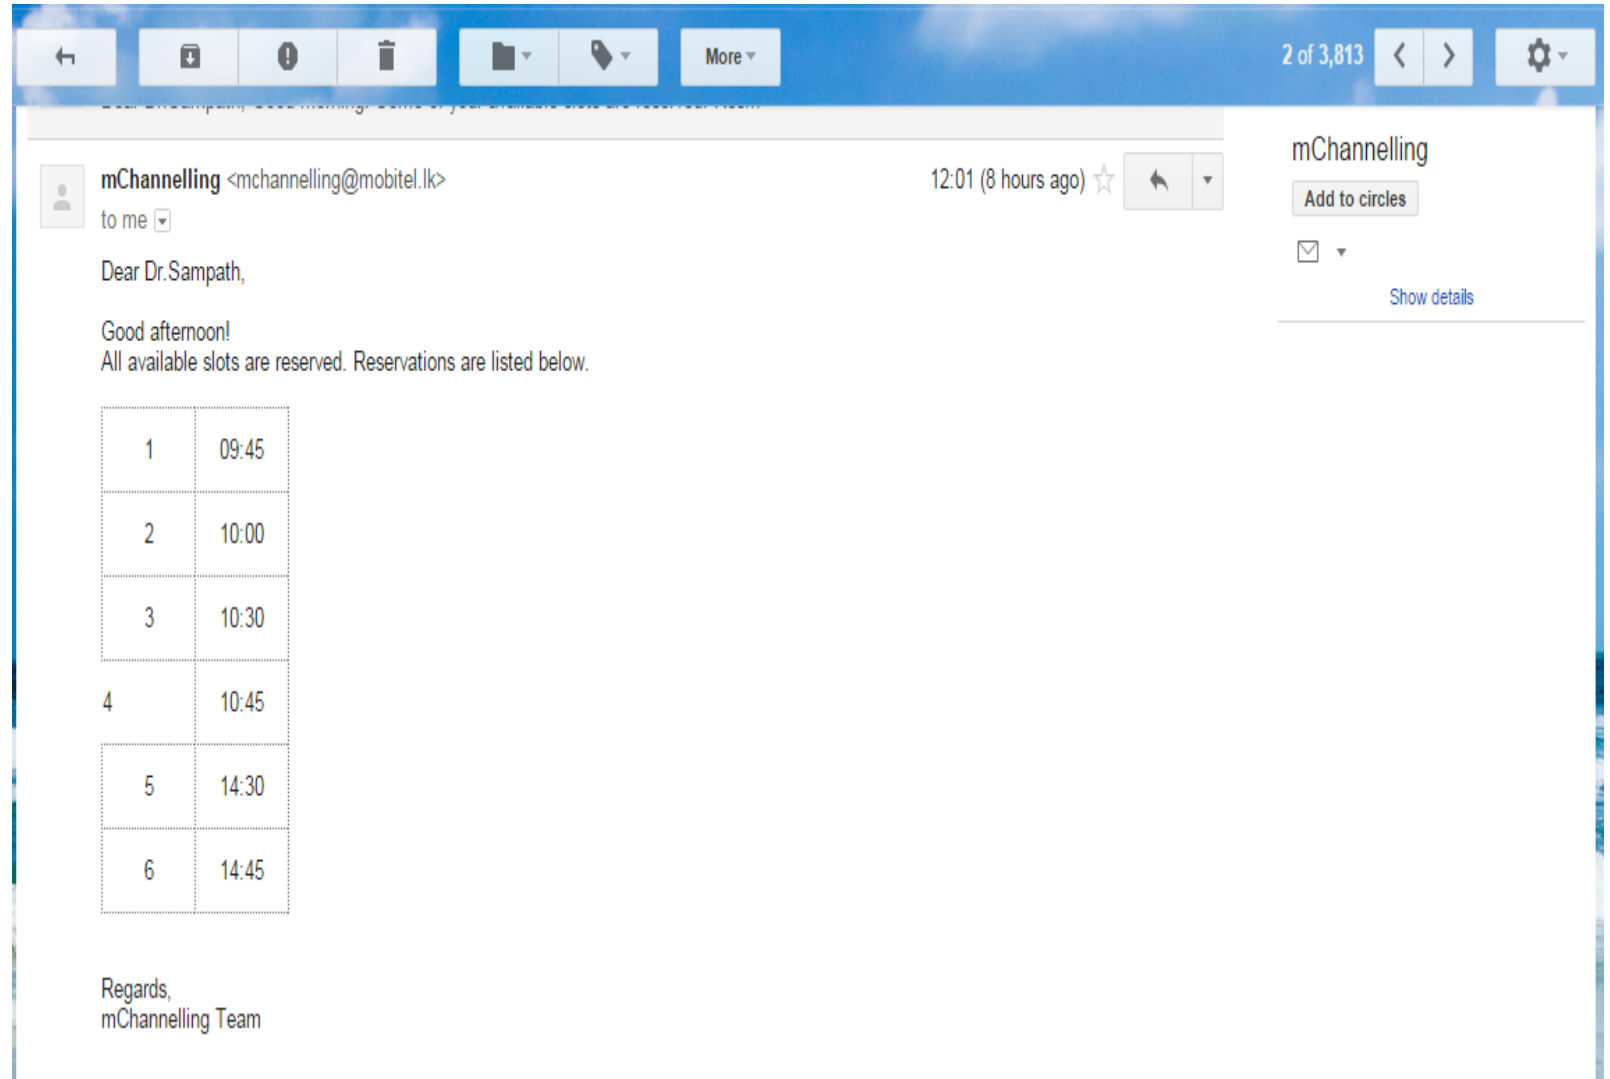 More
2 of 3,813
mChannelling <mchannelling@mobitel.lk>
12:01 (8 hours ago)
to me
Dear Dr.Sampath,
Good afternoon!
All available slots are reserved. Reservations are listed below.
1 09:45
2 10:00
3 10:30
4 10:45
5 14:30
6 14:45
Regards,
mChannelling Team
mChannelling
Add to circles
Show details